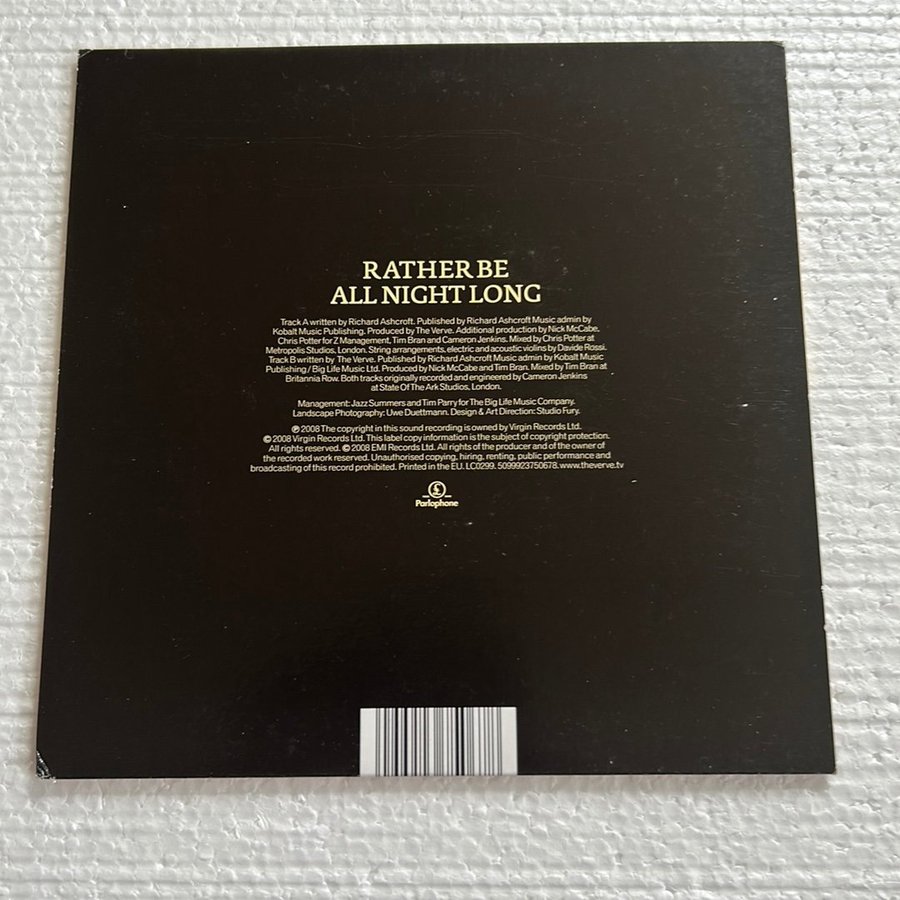 RATHER BE
ALL NIGHT LONG
Track A written by Richard Ashcroft. Published by Richard Ashcroft Music admin by
Kobalt Music Publishing. Produced by The Verve. Additional production by Nick McCabe,
Chris Potter for Z Management, Tim Bran and Cameron Jenkins. Mixed by Chris Potter at
Metropolis Studios, London. String arrangements, electric and acoustic violins by Davide Rossi.
Track B written by The Verve. Published by Richard Ashcroft Music admin by Kobalt Music
Publishing / Big Life Music Ltd. Produced by Nick McCabe and Tim Bran. Mixed by Tim Bran at
Britannia Row. Both tracks originally recorded and engineered by Cameron Jenkins
at State Of The Ark Studios, London.
Management: Jazz Summers and Tim Parry for The Big Life Music Company.
Landscape Photography: Uwe Duettmann. Design & Art Direction: Studio Fury.
℗ 2008 The copyright in this sound recording is owned by Virgin Records Ltd.
© 2008 Virgin Records Ltd. This label copy information is the subject of copyright protection.
All rights reserved. © 2008 EMI Records Ltd. All rights of the producer and of the owner of
the recorded work reserved. Unauthorised copying, hiring, renting, public performance and
broadcasting of this record prohibited. Printed in the EU. LC0299. 5099923750678. www.theverve.tv
£
Parlophone